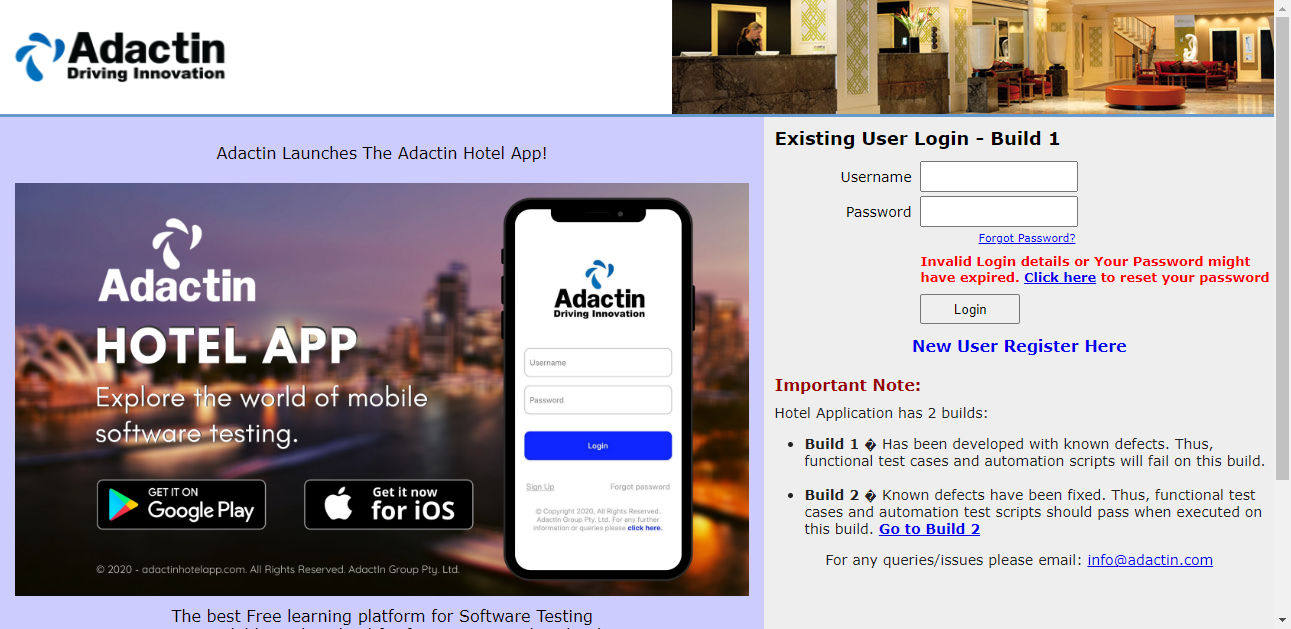 Adactin
Driving Innovation
Adactin Launches The Adactin Hotel App!
Adactin
HOTEL APP
Explore the world of mobile
software testing.
GET IT ON
Google Play
Get it now
for iOS
© 2020 - adactinhotelapp.com. All Rights Reserved. AdactIn Group Pty. Ltd.
Adactin
Driving Innovation
Username
Password
Login
Sign Up
Forgot password
© Copyright 2020, All Rights Reserved.
AdactIn Group Pty. Ltd. For any further
information or queries please click here.
The best Free learning platform for Software Testing
Existing User Login - Build 1
Username
Password
Forgot Password?
Invalid Login details or Your Password might
have expired. Click here to reset your password
Login
New User Register Here
Important Note:
Hotel Application has 2 builds:
• Build 1 � Has been developed with known defects. Thus,
functional test cases and automation scripts will fail on this build.
• Build 2 � Known defects have been fixed. Thus, functional test
cases and automation test scripts should pass when executed on
this build. Go to Build 2
For any queries/issues please email: info@adactin.com